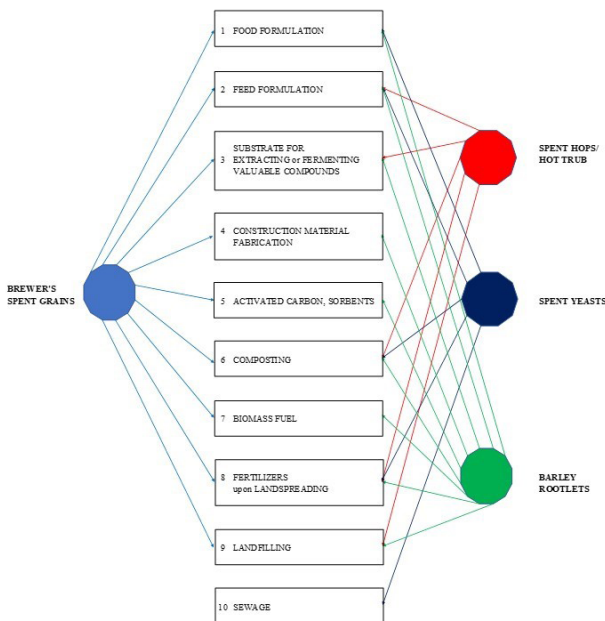 1 FOOD FORMULATION
2 FEED FORMULATION
SUBSTRATE FOR
3 EXTRACTING or FERMENTING
VALUABLE COMPOUNDS
4 CONSTRUCTION MATERIAL
FABRICATION
5 ACTIVATED CARBON, SORBENTS
6 COMPOSTING
7 BIOMASS FUEL
8 FERTILIZERS
upon LANDSPREADING
9 LANDFILLING
10 SEWAGE
BREWER'S
SPENT GRAINS
SPENT HOPS/
HOT TRUB
SPENT YEASTS
BARLEY
ROOTLETS